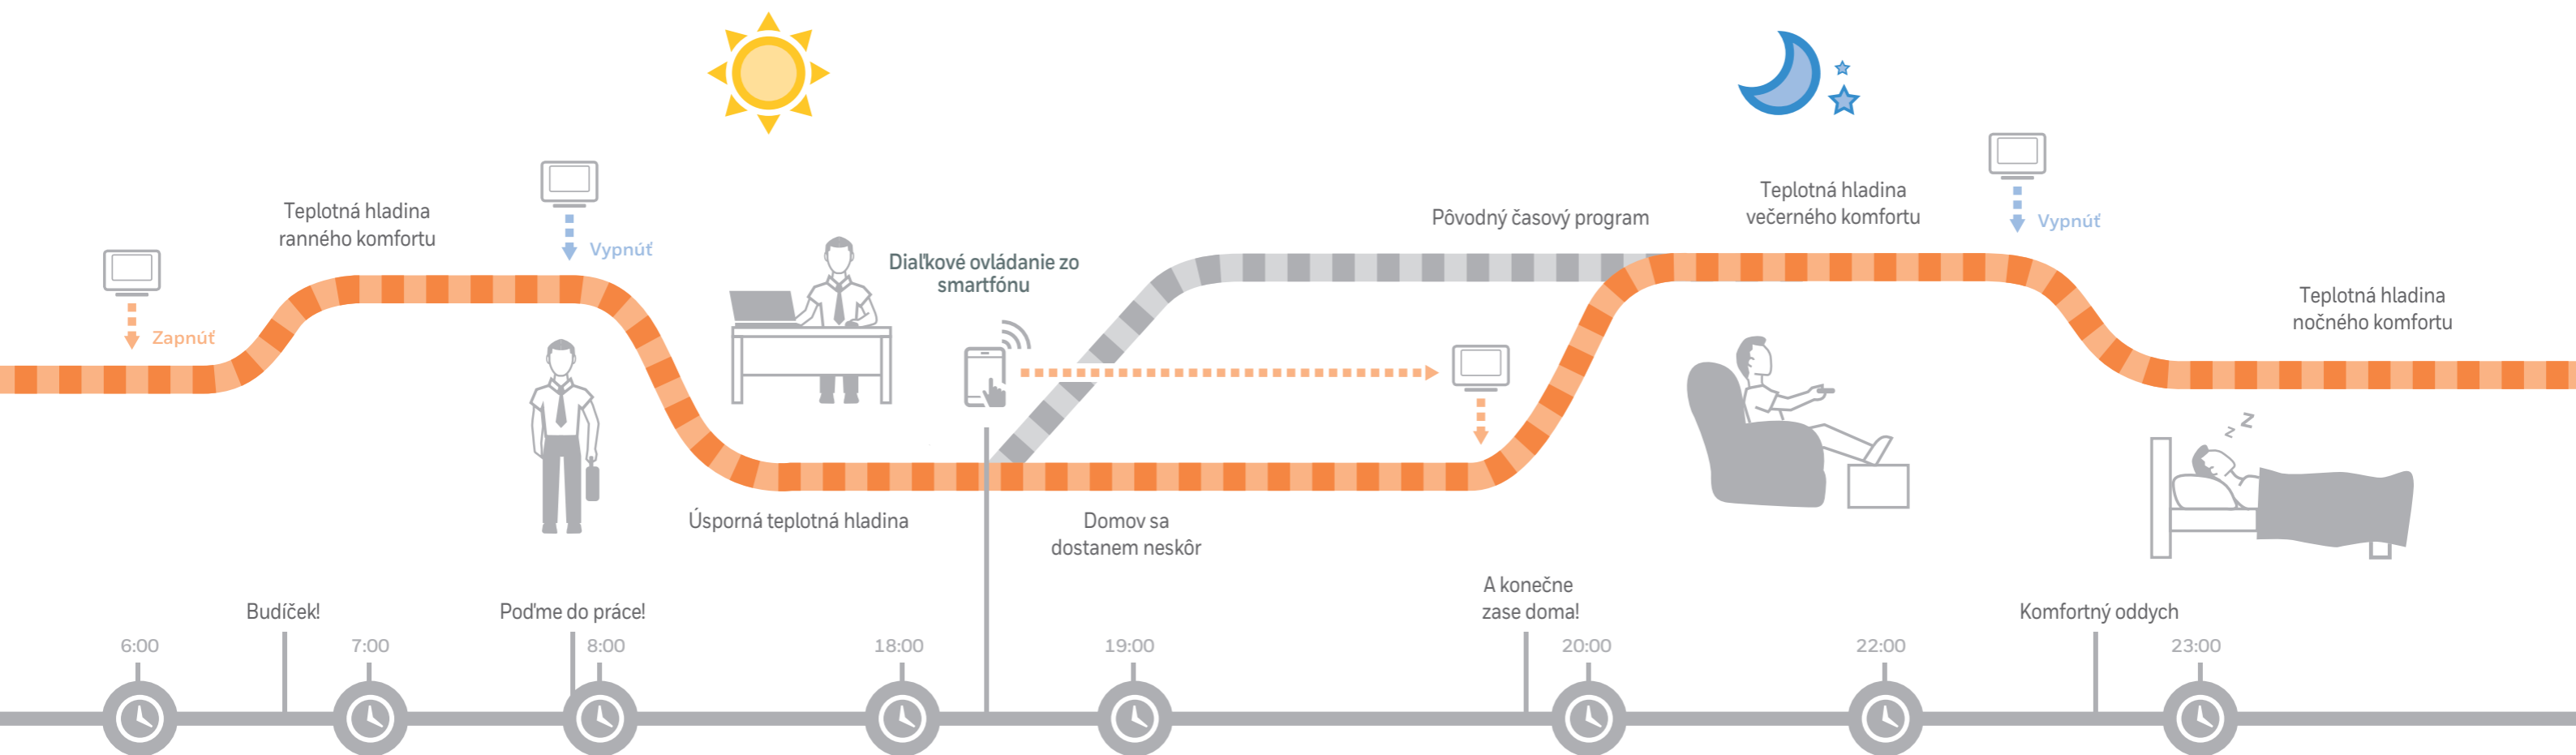 Teplotná hladina
ranného komfortu
Zapnúť
Vypnúť
Diaľkové ovládanie zo
smartfónu
Pôvodný časový program
Teplotná hladina
večerného komfortu
Vypnúť
Teplotná hladina
nočného komfortu
z z
Úsporná teplotná hladina
Domov sa
dostanem neskôr
Budíček!
Poďme do práce!
A konečne
zase doma!
Komfortný oddych
6:00
7:00
8:00
18:00
19:00
20:00
22:00
23:00